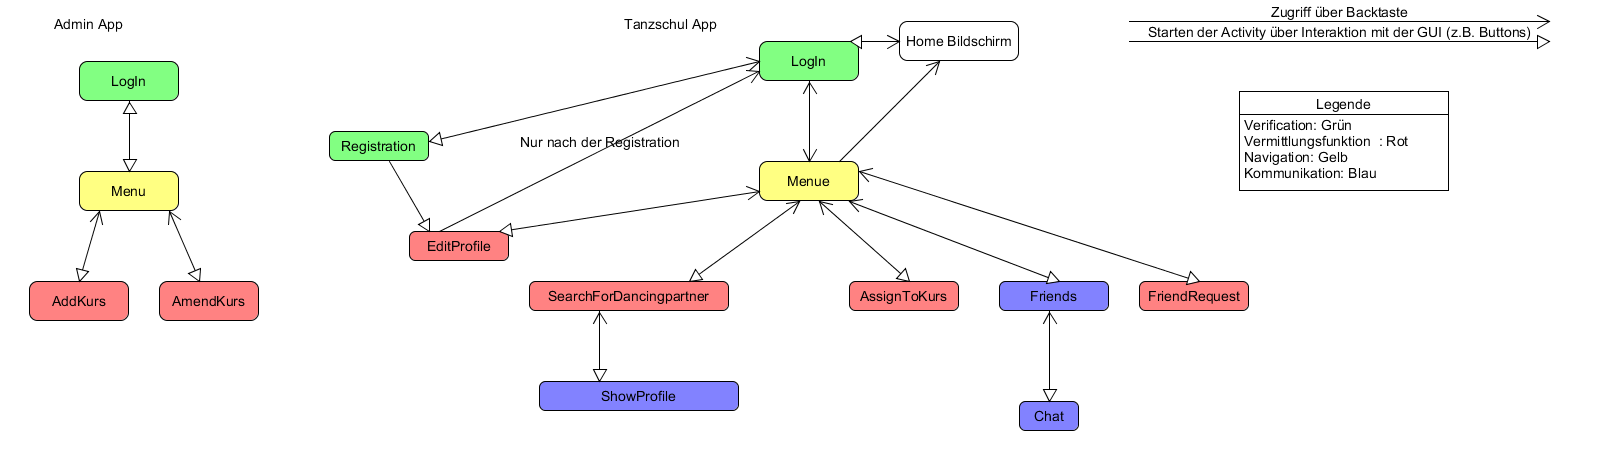 Admin App
LogIn
Menu
AddKurs
AmendKurs
Tanzschul App
LogIn
Home Bildschirm
Registration
Nur nach der Registration
Menue
EditProfile
SearchForDancingpartner
AssignToKurs
Friends
FriendRequest
ShowProfile
Chat
Zugriff über Backtaste
Starten der Activity über Interaktion mit der GUI (z.B. Buttons)
Legende
Verification: Grün
Vermittlungsfunktion  : Rot
Navigation: Gelb
Kommunikation: Blau